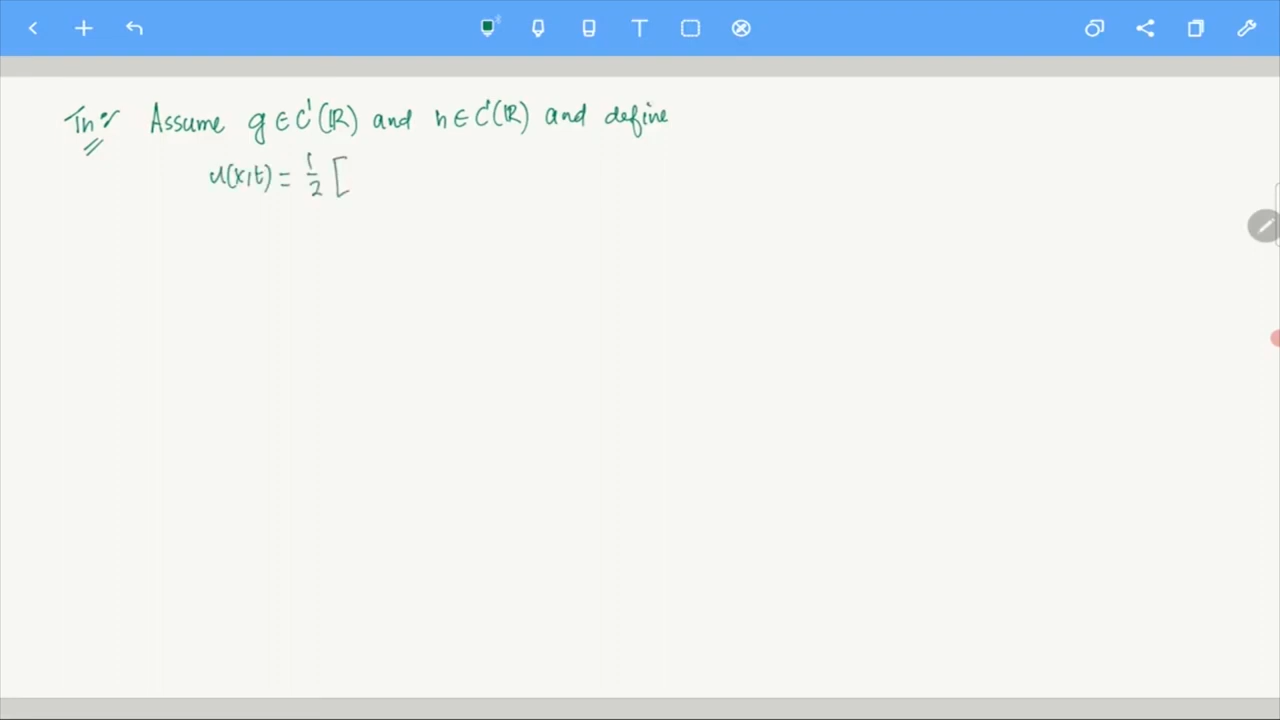 Th: Assume g ∈ C¹(ℝ) and h ∈ C¹(ℝ) and define
u(x,t) = 1/2 [